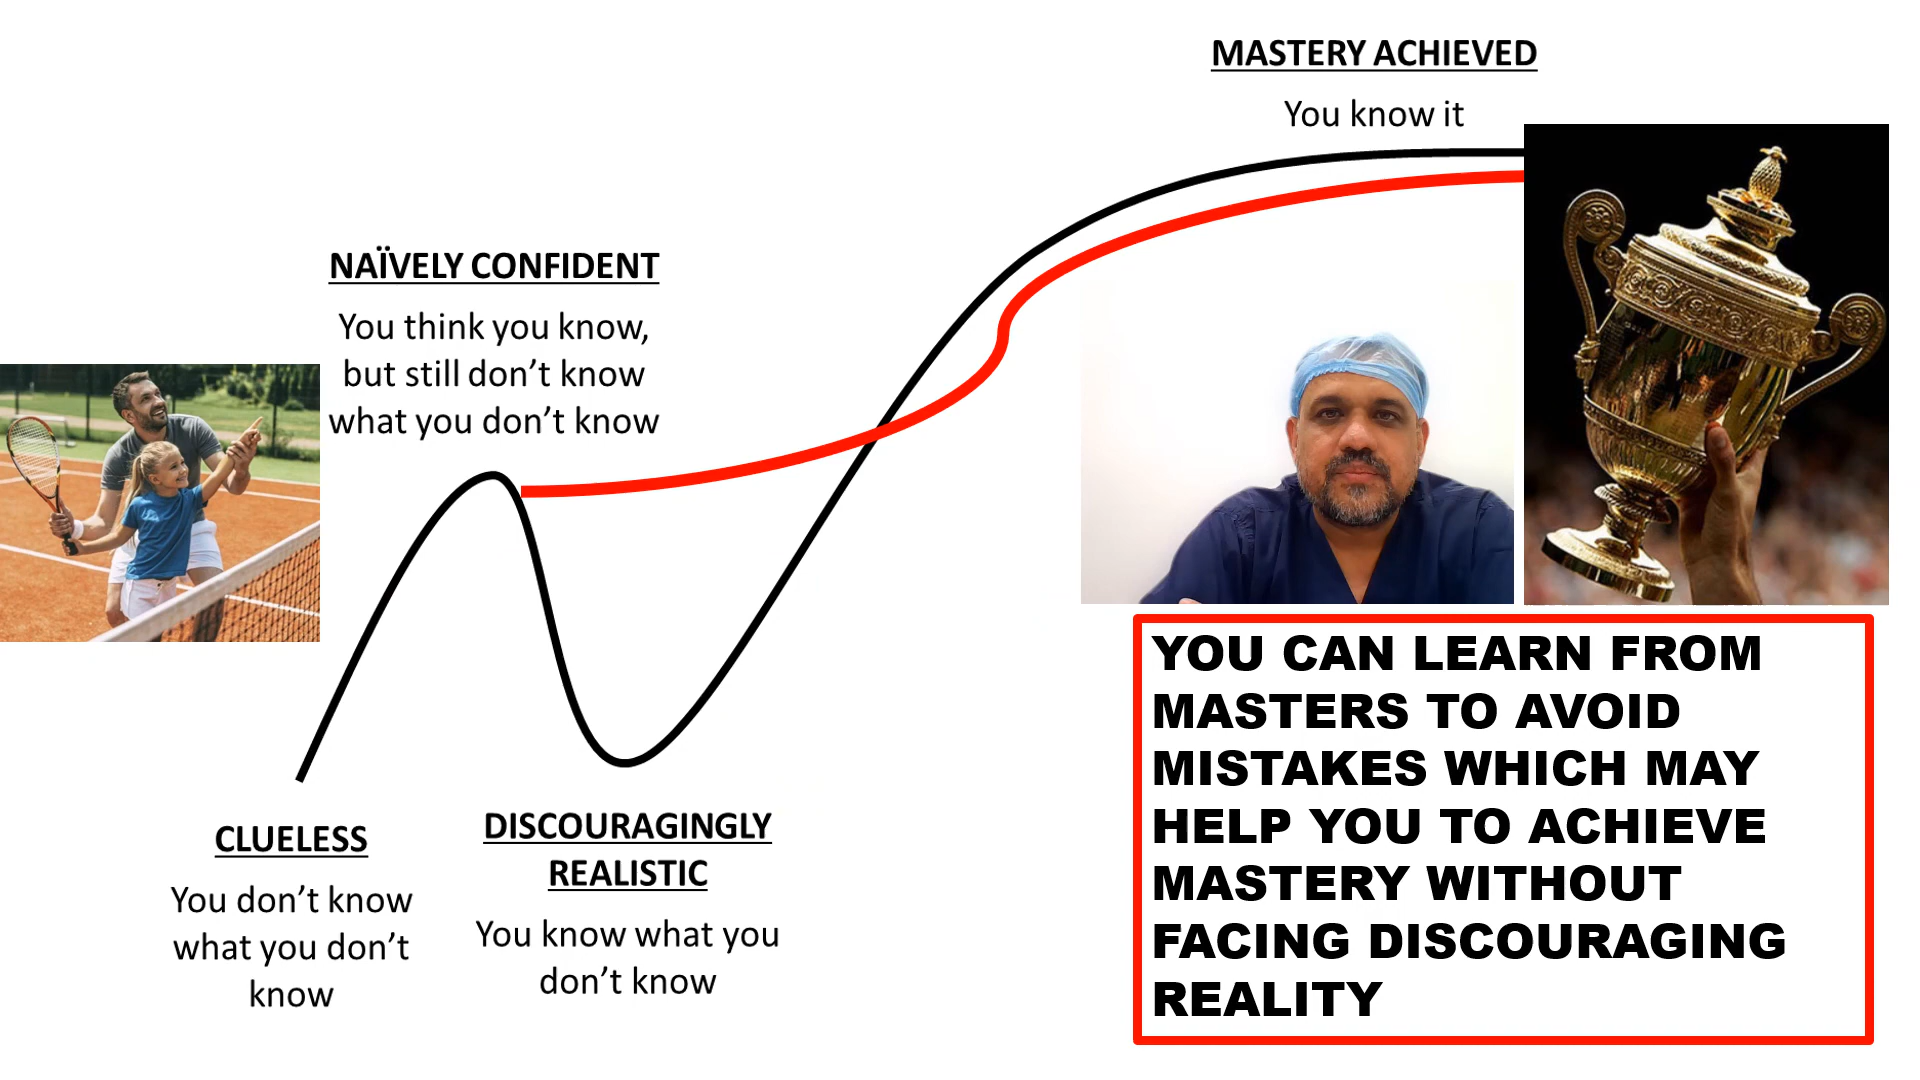 MASTERY ACHIEVED
You know it
NAÏVELY CONFIDENT
You think you know,
but still don’t know
what you don’t know
CLUELESS
You don’t know
what you don’t
know
DISCOURAGINGLY
REALISTIC
You know what you
don’t know
YOU CAN LEARN FROM
MASTERS TO AVOID
MISTAKES WHICH MAY
HELP YOU TO ACHIEVE
MASTERY WITHOUT
FACING DISCOURAGING
REALITY